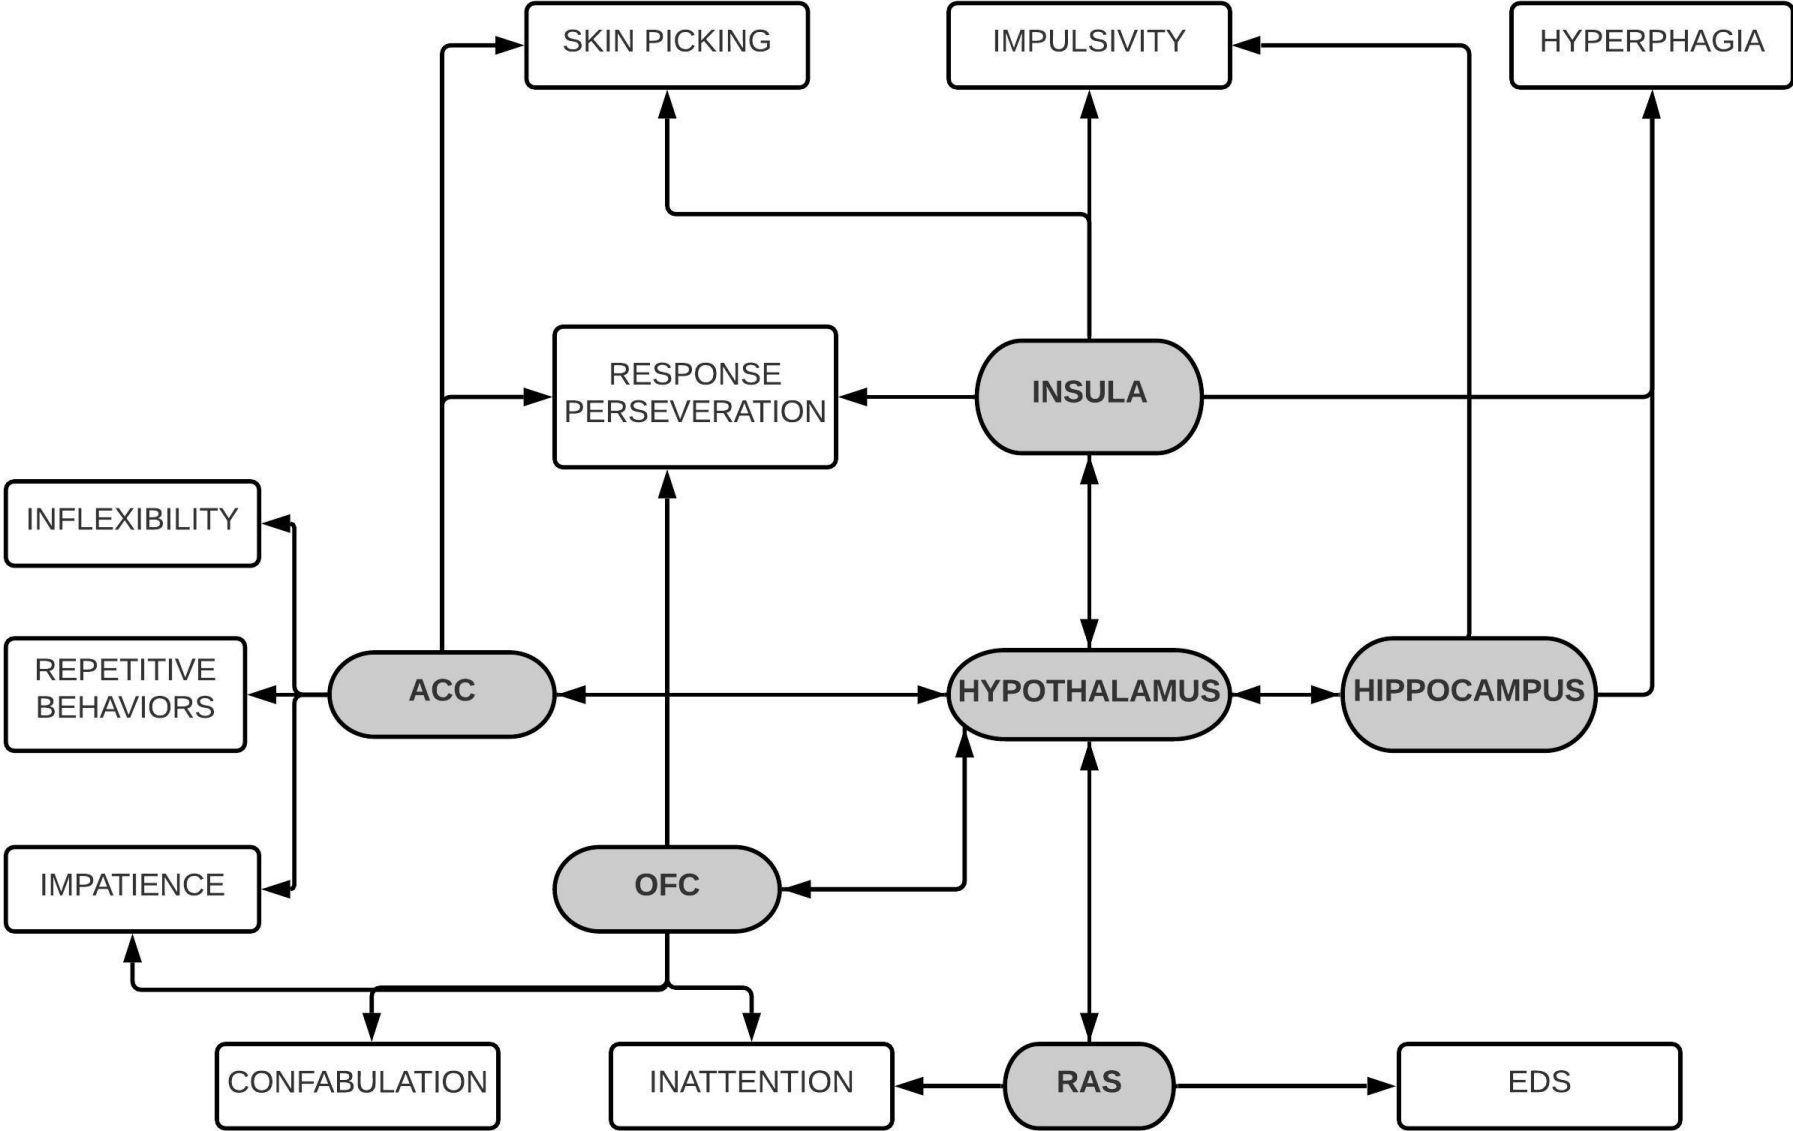 SKIN PICKING
IMPULSIVITY
HYPERPHAGIA
RESPONSE
PERSEVERATION
INSULA
INFLEXIBILITY
REPETITIVE
BEHAVIORS
ACC
HYPOTHALAMUS
HIPPOCAMPUS
IMPATIENCE
OFC
CONFABULATION
INATTENTION
RAS
EDS